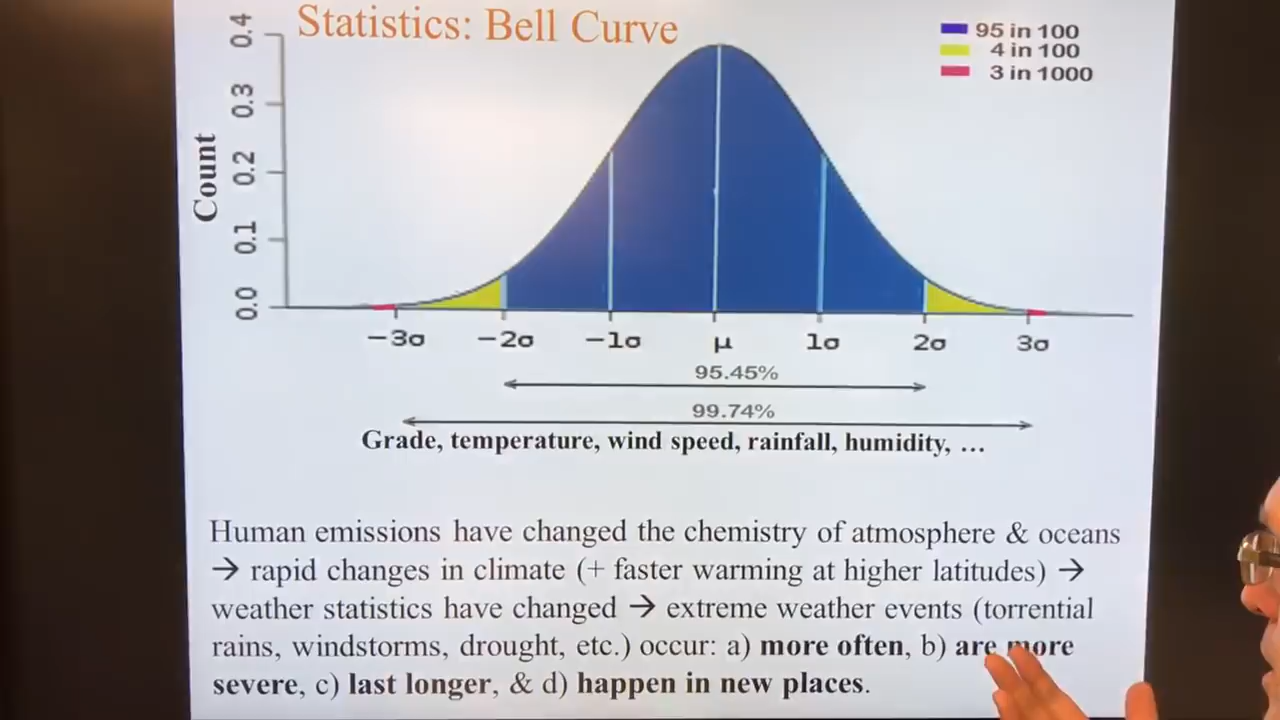 Statistics: Bell Curve
95 in 100
4 in 100
3 in 1000
Count
0.4
0.3
0.2
0.1
0.0
−3σ −2σ −1σ μ 1σ 2σ 3σ
95.45%
99.74%
Grade, temperature, wind speed, rainfall, humidity, …
Human emissions have changed the chemistry of atmosphere & oceans
→ rapid changes in climate (+ faster warming at higher latitudes) →
weather statistics have changed → extreme weather events (torrential
rains, windstorms, drought, etc.) occur: a) more often, b) are more
severe, c) last longer, & d) happen in new places.